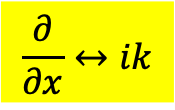 ∂/∂x ↔ ik